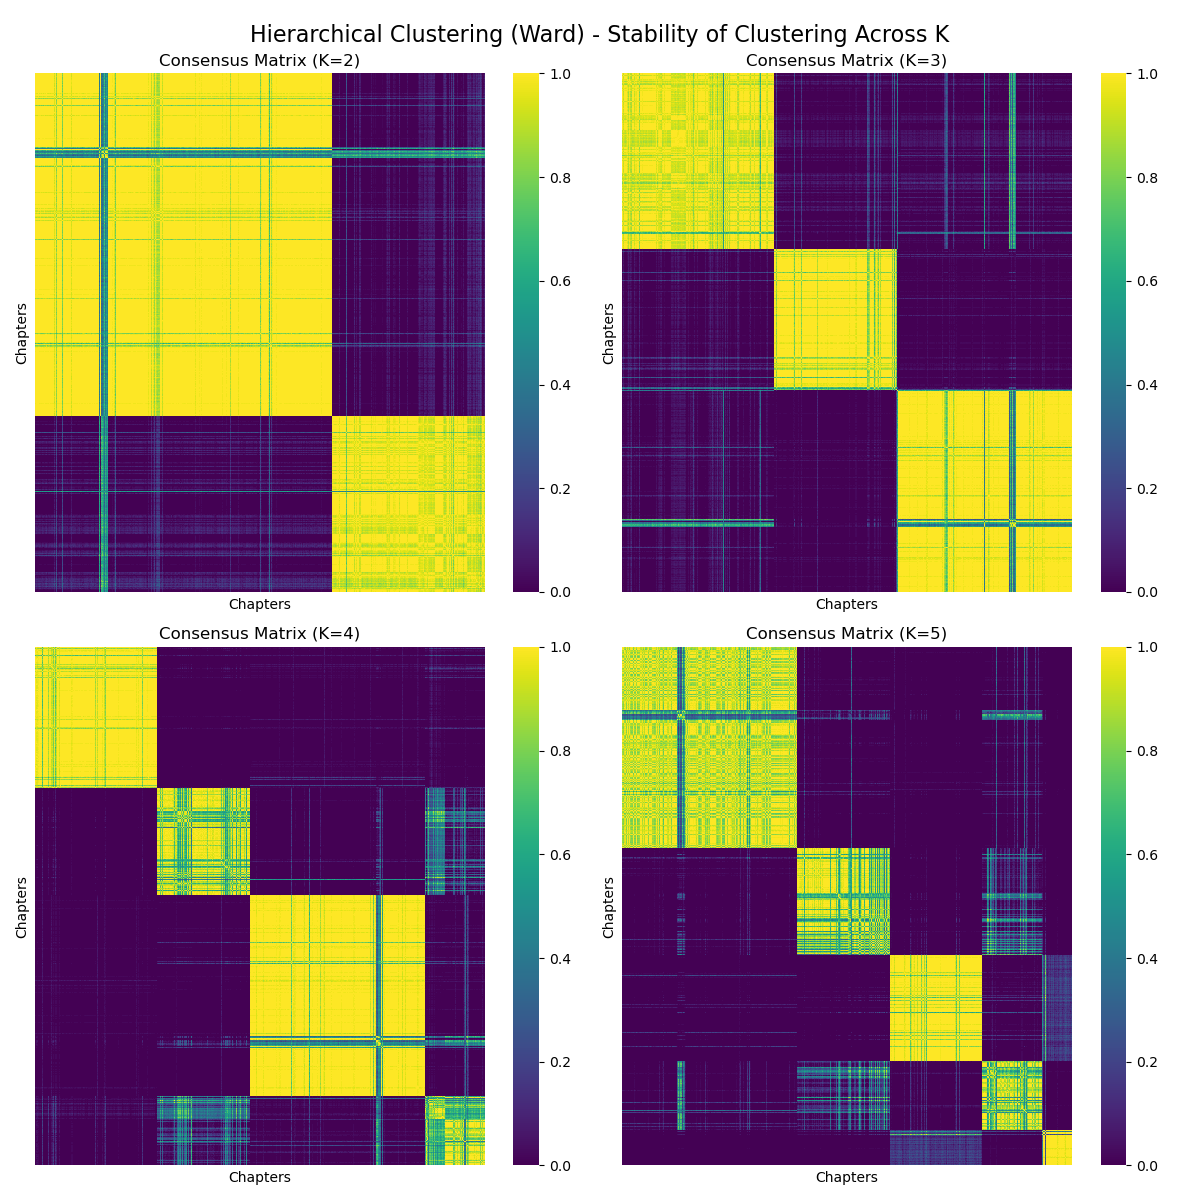 Hierarchical Clustering (Ward) - Stability of Clustering Across K
Consensus Matrix (K=2)
Chapters
Chapters
1.0
0.8
0.6
0.4
0.2
0.0
Consensus Matrix (K=3)
Chapters
Chapters
1.0
0.8
0.6
0.4
0.2
0.0
Consensus Matrix (K=4)
Chapters
Chapters
1.0
0.8
0.6
0.4
0.2
0.0
Consensus Matrix (K=5)
Chapters
Chapters
1.0
0.8
0.6
0.4
0.2
0.0